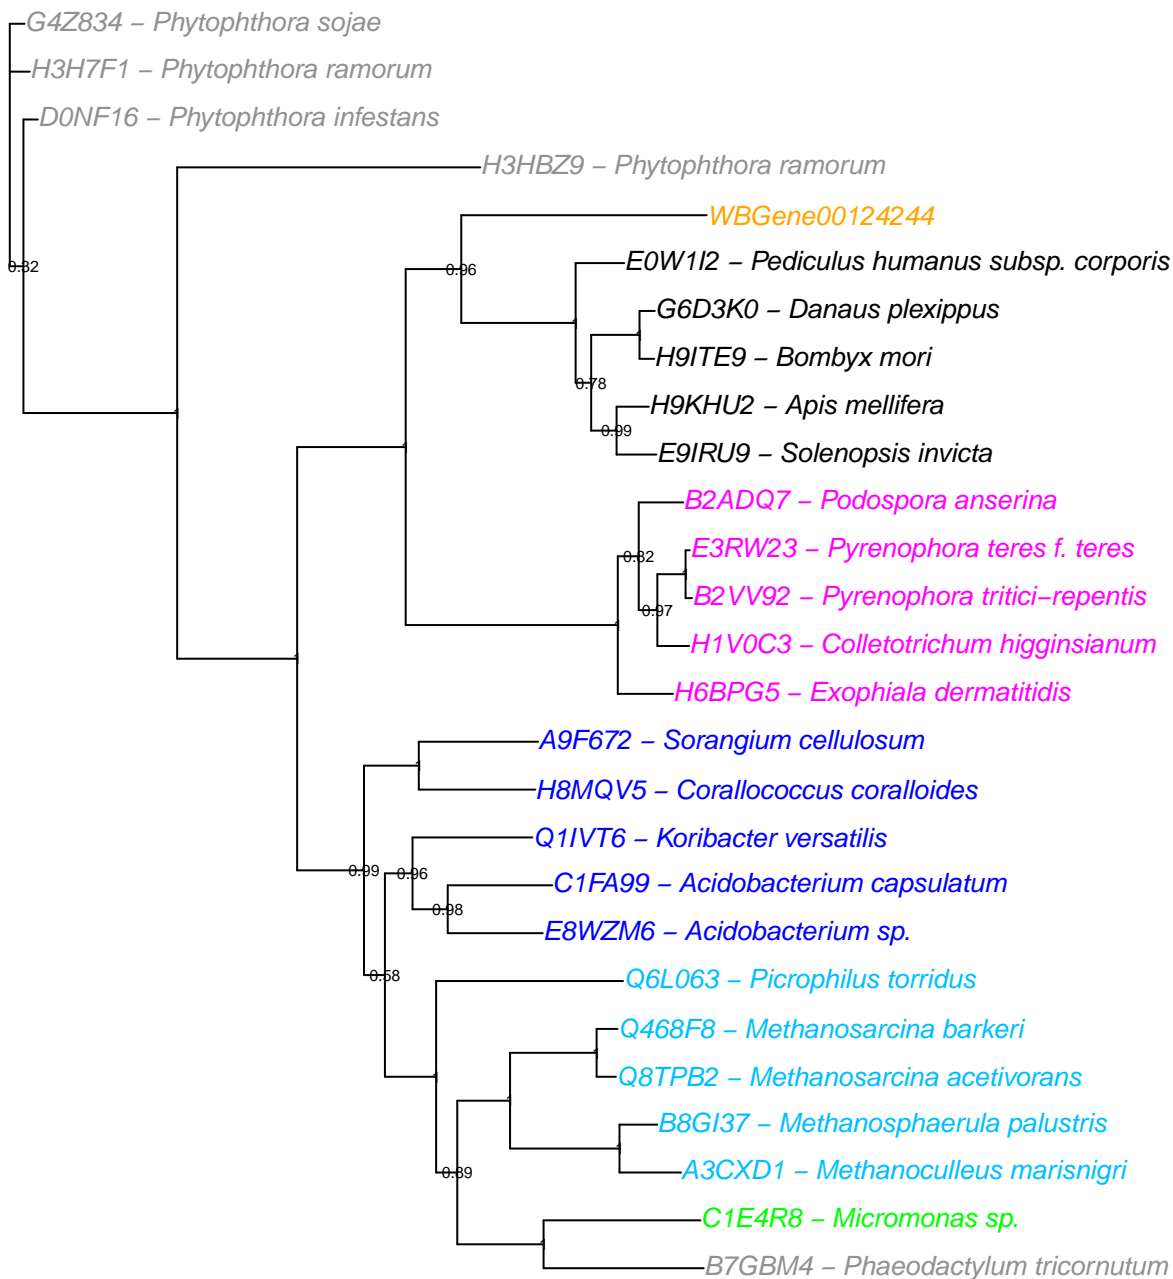 G4Z834 – Phytophthora sojae
H3H7F1 – Phytophthora ramorum
D0NF16 – Phytophthora infestans
H3HBZ9 – Phytophthora ramorum
WBGene00124244
0.82
0.96
E0W1I2 – Pediculus humanus subsp. corporis
G6D3K0 – Danaus plexippus
H9ITE9 – Bombyx mori
0.78
H9KHU2 – Apis mellifera
0.99
E9IRU9 – Solenopsis invicta
B2ADQ7 – Podospora anserina
E3RW23 – Pyrenophora teres f. teres
0.82
B2VV92 – Pyrenophora tritici–repentis
0.97
H1V0C3 – Colletotrichum higginsianum
H6BPG5 – Exophiala dermatitidis
A9F672 – Sorangium cellulosum
H8MQV5 – Corallococcus coralloides
Q1IVT6 – Koribacter versatilis
0.99
0.96
C1FA99 – Acidobacterium capsulatum
0.98
E8WZM6 – Acidobacterium sp.
0.58
Q6L063 – Picrophilus torridus
Q468F8 – Methanosarcina barkeri
Q8TPB2 – Methanosarcina acetivorans
B8GI37 – Methanosphaerula palustris
0.89
A3CXD1 – Methanoculleus marisnigri
C1E4R8 – Micromonas sp.
B7GBM4 – Phaeodactylum tricornutum